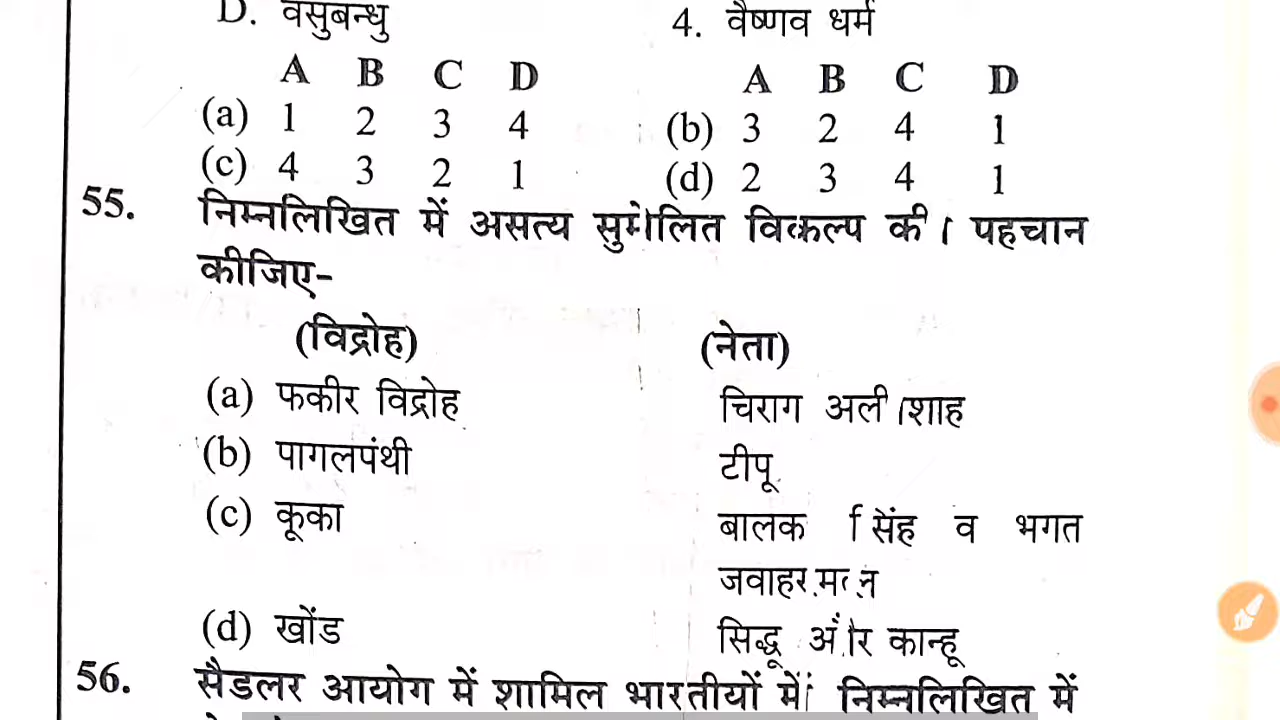 D. वसुबन्धु 4. वैष्णव धर्म
A B C D A B C D
(a) 1 2 3 4 (b) 3 2 4 1
(c) 4 3 2 1 (d) 2 3 4 1
55. निम्नलिखित में असत्य सुमेलित विकल्प की पहचान
कीजिए-
(विद्रोह) (नेता)
(a) फकीर विद्रोह चिराग अली शाह
(b) पागलपंथी टीपू
(c) कूका बालक सिंह व भगत
जवाहर मल
(d) खोंड सिद्धू और कान्हू
56. सैडलर आयोग में शामिल भारतीयों में निम्नलिखित में